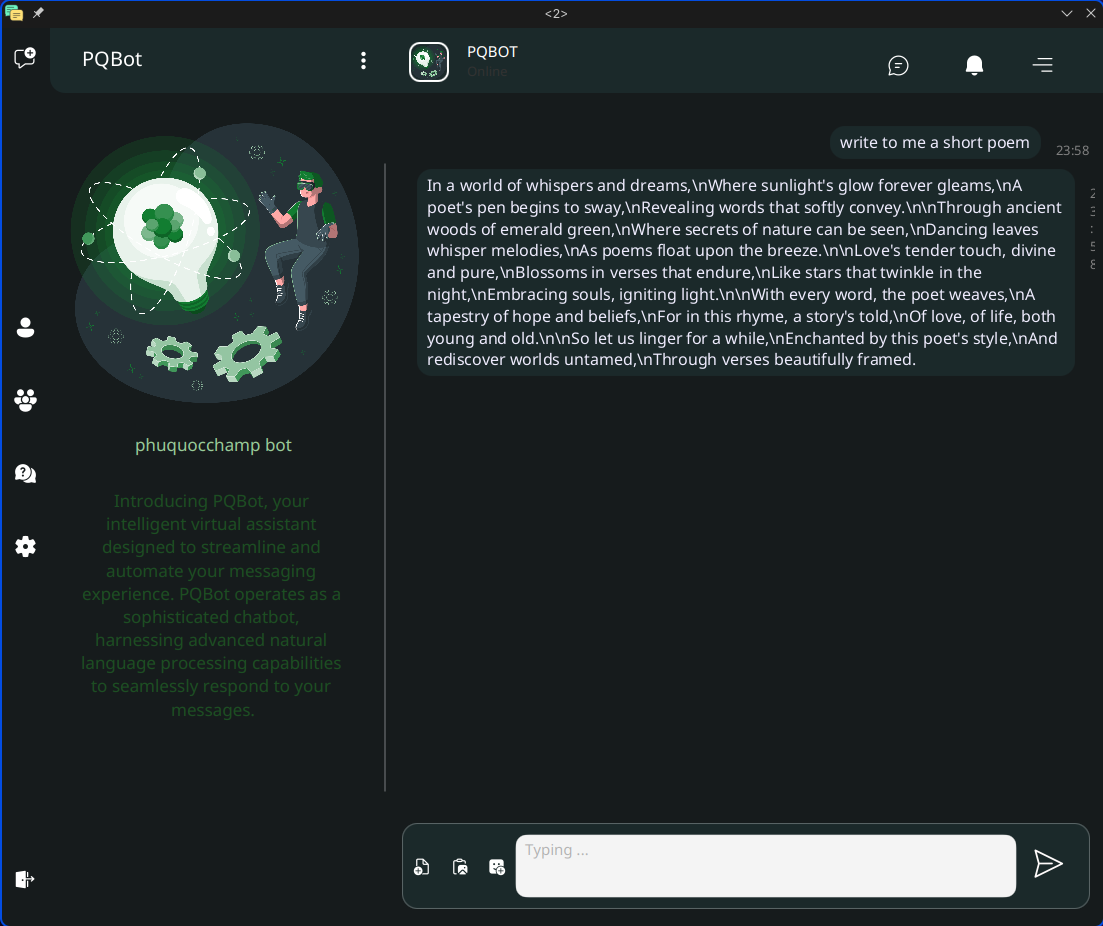 <2>
PQBot
PQBOT
Online
write to me a short poem
23:58
In a world of whispers and dreams,\nWhere sunlight's glow forever gleams,\nA
poet's pen begins to sway,\nRevealing words that softly convey.\n\nThrough ancient
woods of emerald green,\nWhere secrets of nature can be seen,\nDancing leaves
whisper melodies,\nAs poems float upon the breeze.\n\nLove's tender touch, divine
and pure,\nBlossoms in verses that endure,\nLike stars that twinkle in the
night,\nEmbracing souls, igniting light.\n\nWith every word, the poet weaves,\nA
tapestry of hope and beliefs,\nFor in this rhyme, a story's told,\nOf love, of life, both
young and old.\n\nSo let us linger for a while,\nEnchanted by this poet's style,\nAnd
rediscover worlds untamed,\nThrough verses beautifully framed.
phuquocchamp bot
Introducing PQBot, your
intelligent virtual assistant
designed to streamline and
automate your messaging
experience. PQBot operates as a
sophisticated chatbot,
harnessing advanced natural
language processing capabilities
to seamlessly respond to your
messages.
Typing ...